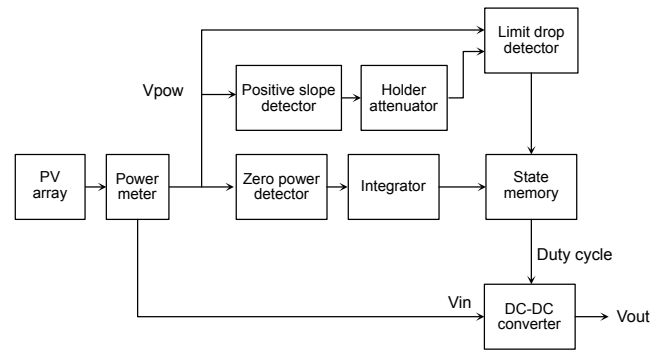 Limit drop
detector
Vpow
Positive slope
detector
Holder
attenuator
PV
array
Power
meter
Zero power
detector
Integrator
State
memory
Duty cycle
Vin
DC-DC
converter
Vout